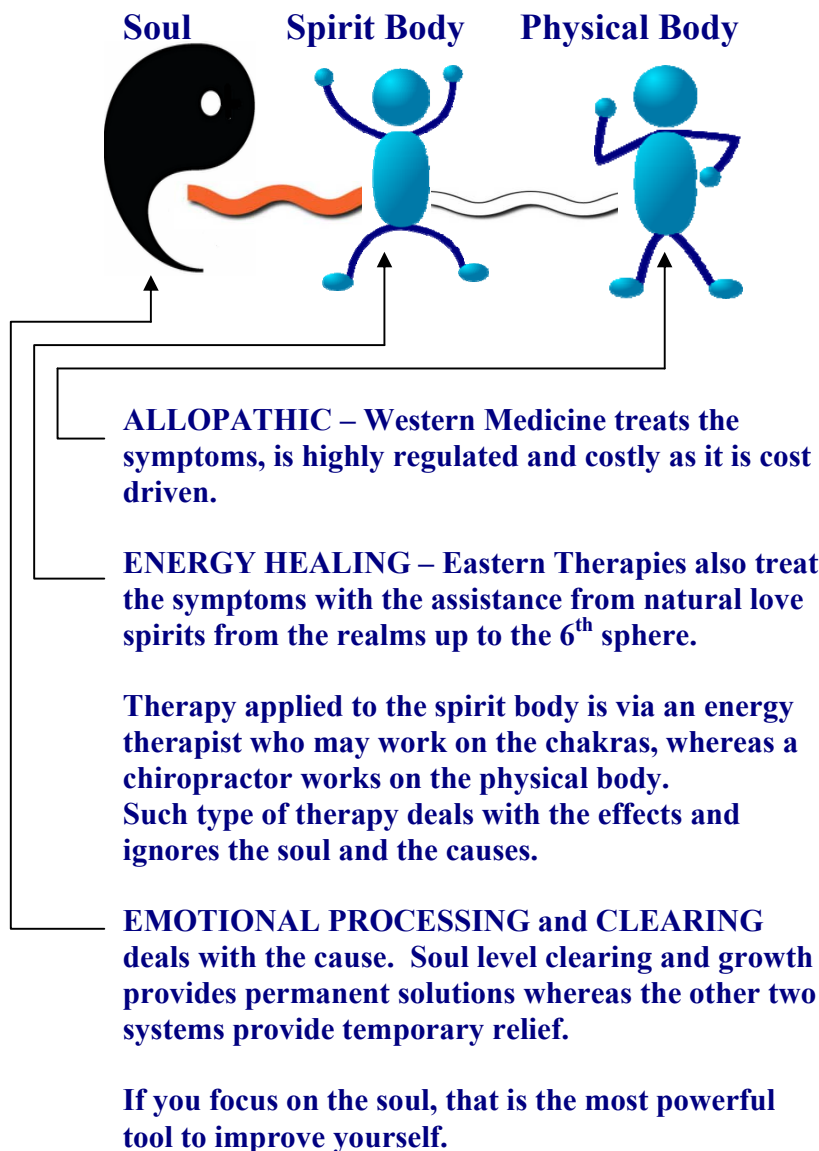 Soul Spirit Body Physical Body
ALLOPATHIC – Western Medicine treats the
symptoms, is highly regulated and costly as it is cost
driven.
ENERGY HEALING – Eastern Therapies also treat
the symptoms with the assistance from natural love
spirits from the realms up to the 6th sphere.
Therapy applied to the spirit body is via an energy
therapist who may work on the chakras, whereas a
chiropractor works on the physical body.
Such type of therapy deals with the effects and
ignores the soul and the causes.
EMOTIONAL PROCESSING and CLEARING
deals with the cause.  Soul level clearing and growth
provides permanent solutions whereas the other two
systems provide temporary relief.
If you focus on the soul, that is the most powerful
tool to improve yourself.